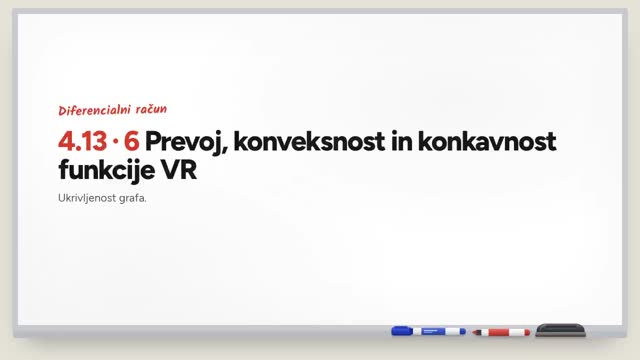 Diferencialni račun
4.13 · 6 Prevoj, konveksnost in konkavnost
funkcije VR
Ukrivljenost grafa.